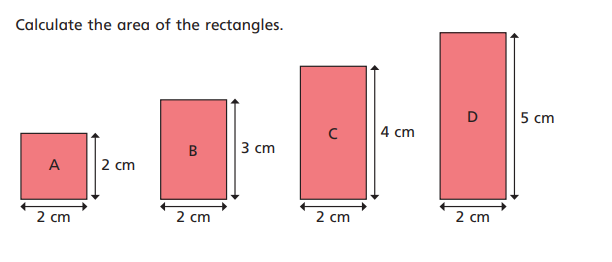 Calculate the area of the rectangles.
A
2 cm
2 cm
B
3 cm
2 cm
C
4 cm
2 cm
D
5 cm
2 cm